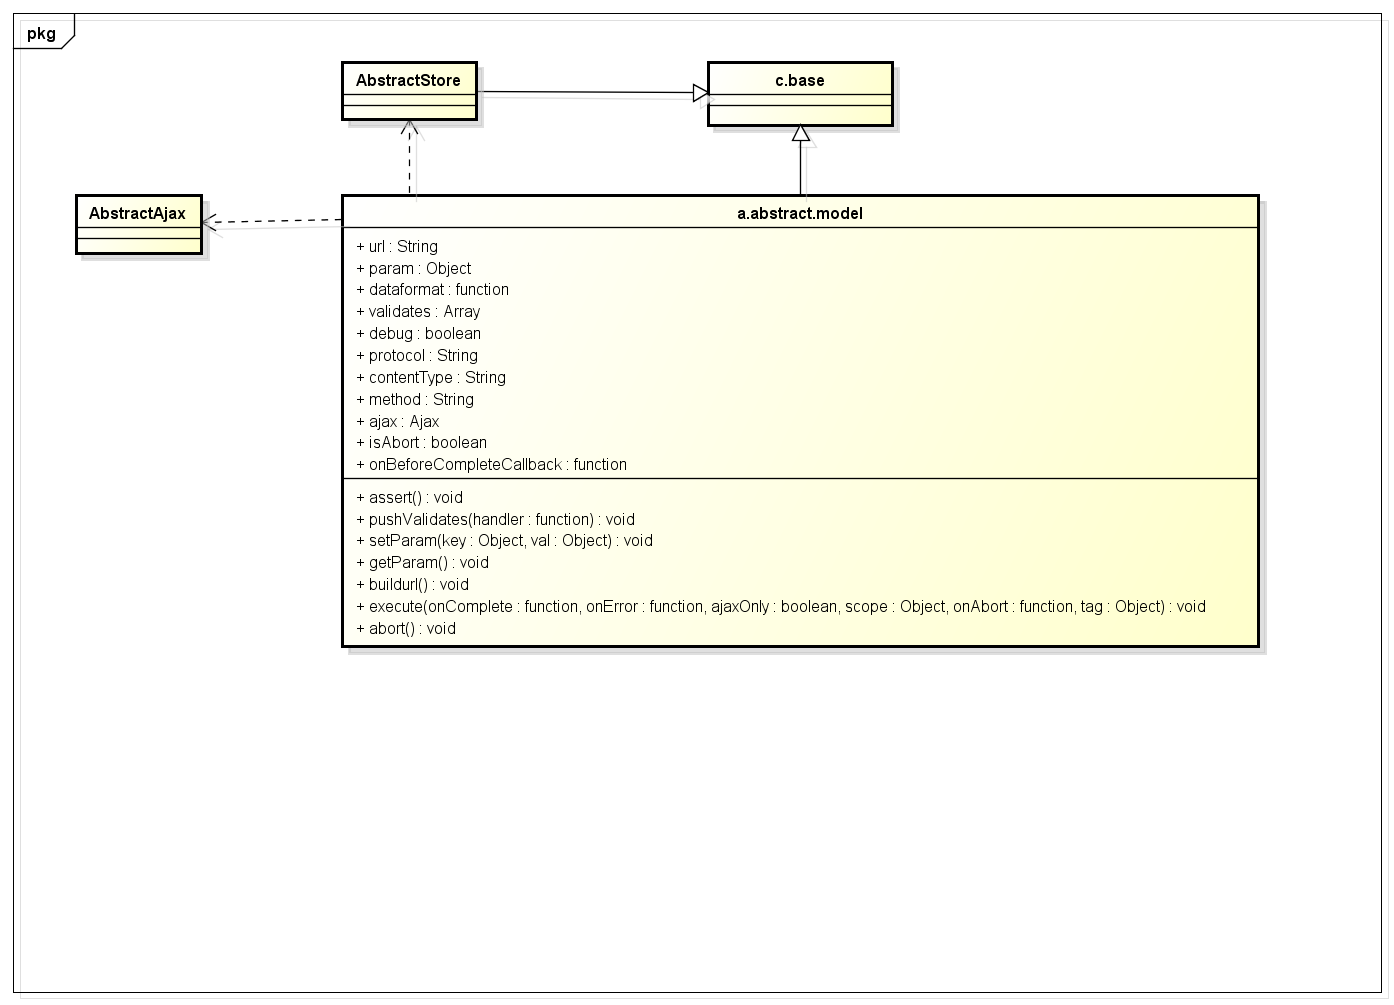 pkg
AbstractStore
c.base
AbstractAjax
a.abstract.model
+ url : String
+ param : Object
+ dataformat : function
+ validates : Array
+ debug : boolean
+ protocol : String
+ contentType : String
+ method : String
+ ajax : Ajax
+ isAbort : boolean
+ onBeforeCompleteCallback : function
+ assert() : void
+ pushValidates(handler : function) : void
+ setParam(key : Object, val : Object) : void
+ getParam() : void
+ buildurl() : void
+ execute(onComplete : function, onError : function, ajaxOnly : boolean, scope : Object, onAbort : function, tag : Object) : void
+ abort() : void